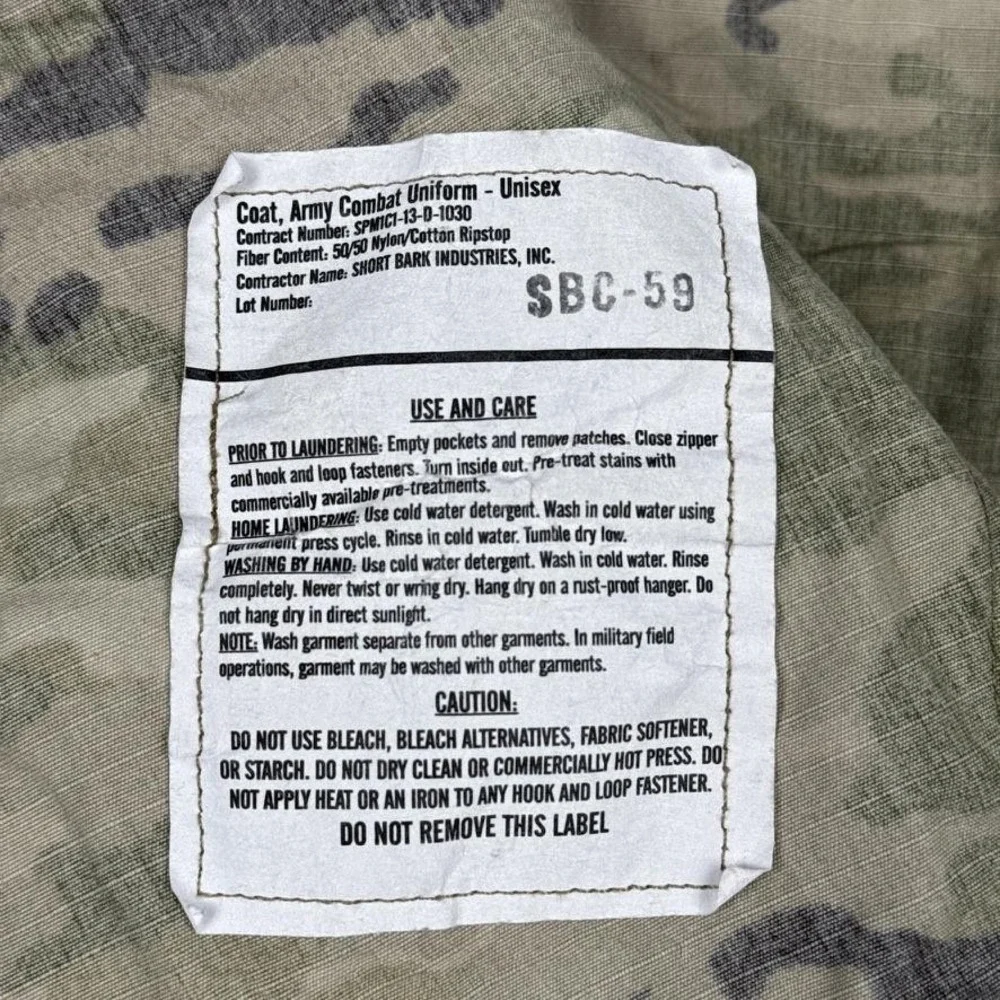 Coat, Army Combat Uniform - Unisex
Contract Number: SPM1C1-13-D-1030
Fiber Content: 50/50 Nylon/Cotton Ripstop
Contractor Name: SHORT BARK INDUSTRIES, INC.
Lot Number: SBC-59
USE AND CARE
PRIOR TO LAUNDERING: Empty pockets and remove patches. Close zipper
and hook and loop fasteners. Turn inside out. Pre-treat stains with
commercially available pre-treatments.
HOME LAUNDERING: Use cold water detergent. Wash in cold water using
permanent press cycle. Rinse in cold water. Tumble dry low.
WASHING BY HAND: Use cold water detergent. Wash in cold water. Rinse
completely. Never twist or wring dry. Hang dry on a rust-proof hanger. Do
not hang dry in direct sunlight.
NOTE: Wash garment separate from other garments. In military field
operations, garment may be washed with other garments.
CAUTION:
DO NOT USE BLEACH, BLEACH ALTERNATIVES, FABRIC SOFTENER,
OR STARCH. DO NOT DRY CLEAN OR COMMERCIALLY HOT PRESS. DO
NOT APPLY HEAT OR AN IRON TO ANY HOOK AND LOOP FASTENER.
DO NOT REMOVE THIS LABEL